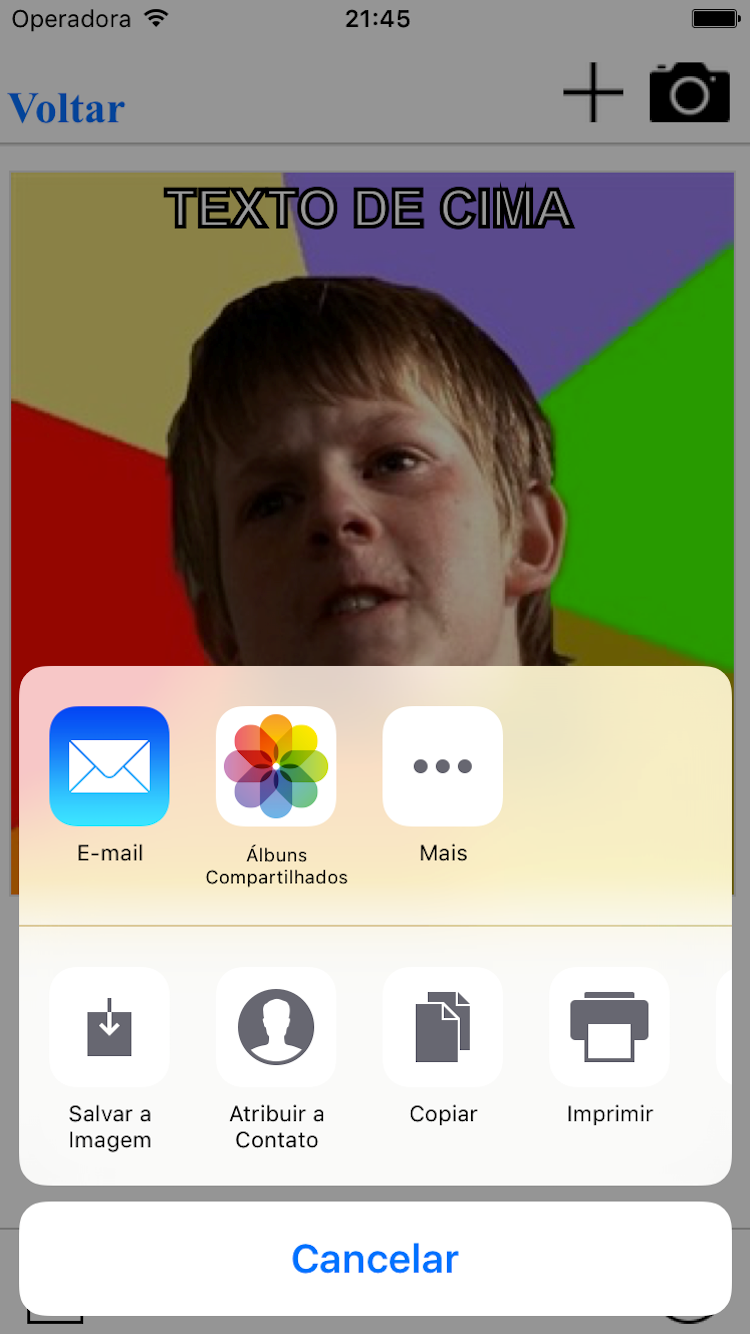 Operadora
21:45
Voltar
TEXTO DE CIMA
E-mail
Álbuns
Compartilhados
Mais
Salvar a
Imagem
Atribuir a
Contato
Copiar
Imprimir
Cancelar